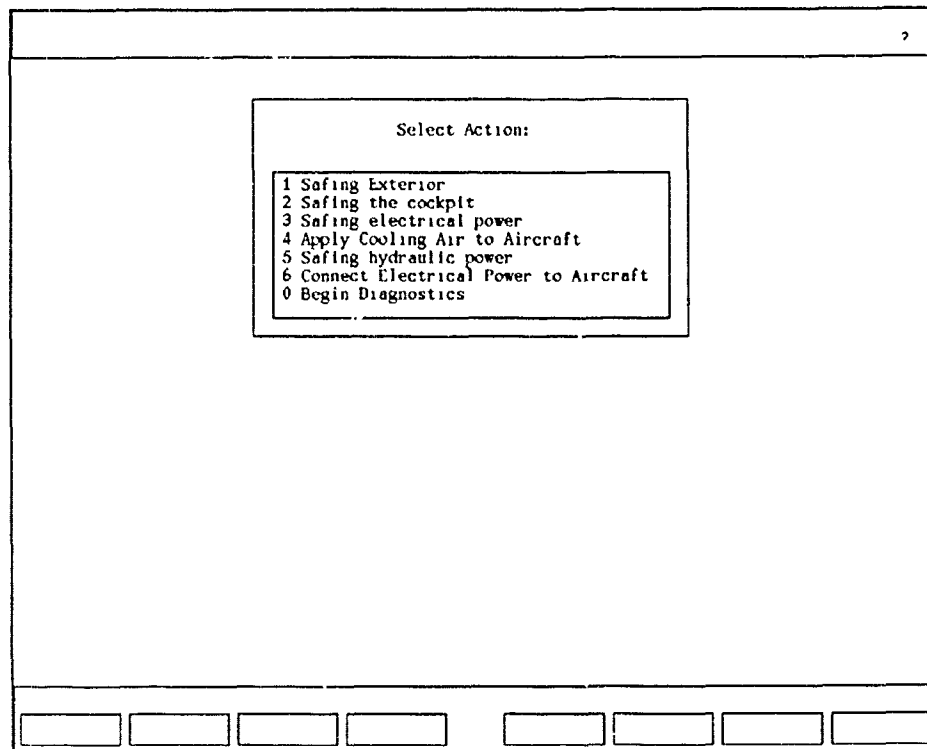 ?
Select Action:
1 Safing Exterior
2 Safing the cockpit
3 Safing electrical power
4 Apply Cooling Air to Aircraft
5 Safing hydraulic power
6 Connect Electrical Power to Aircraft
0 Begin Diagnostics